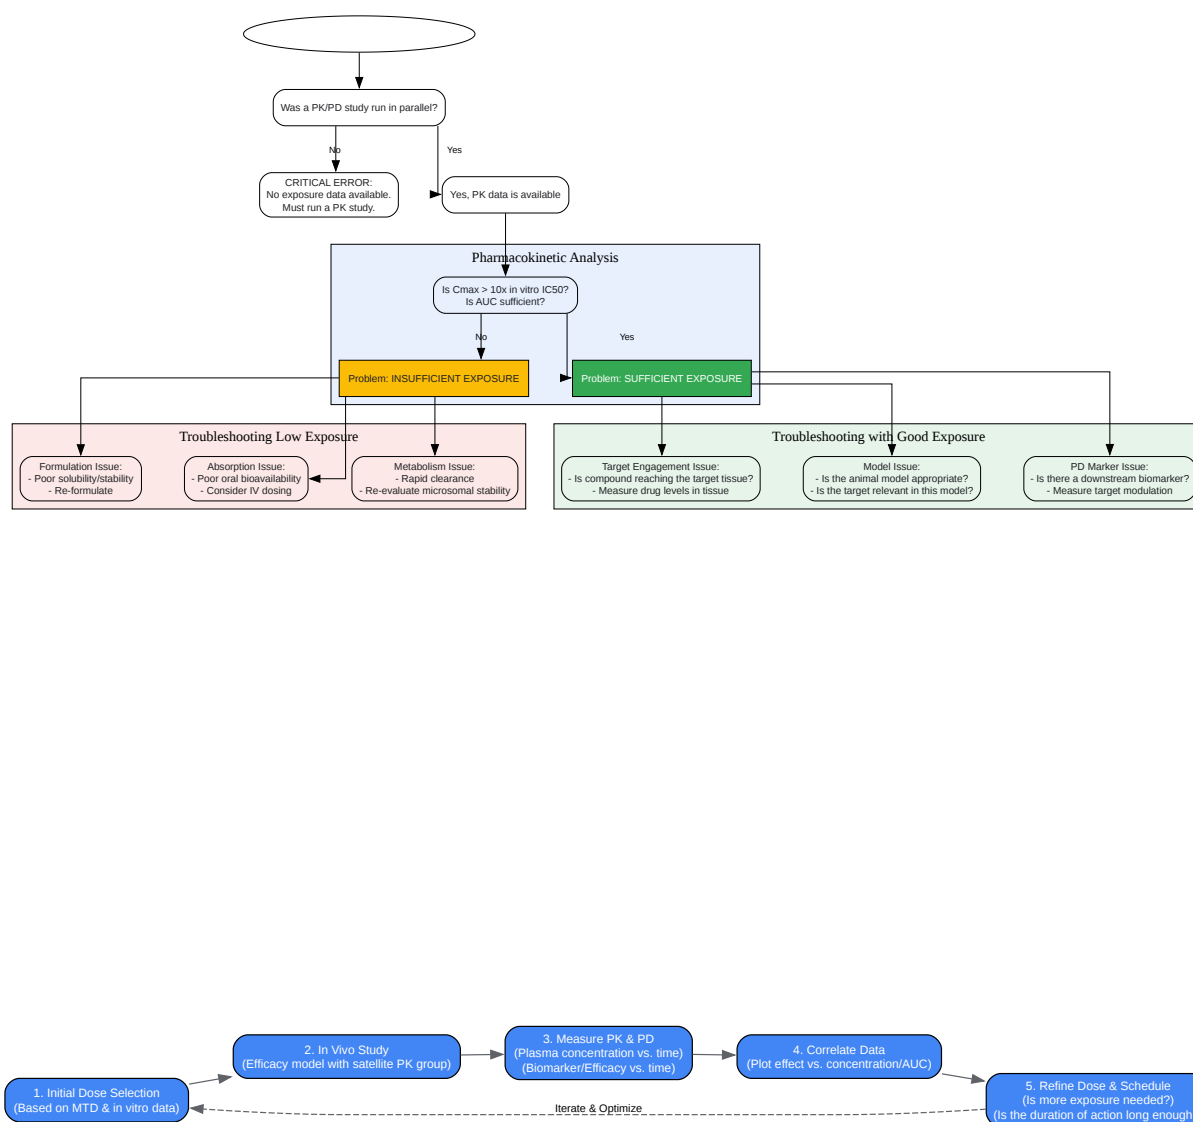 Was a PK/PD study run in parallel?
No
Yes
CRITICAL ERROR:
No exposure data available.
Must run a PK study.
Yes, PK data is available
Pharmacokinetic Analysis
Is Cmax > 10x in vitro IC50?
Is AUC sufficient?
No
Yes
Problem: INSUFFICIENT EXPOSURE
Problem: SUFFICIENT EXPOSURE
Troubleshooting Low Exposure
Formulation Issue:
- Poor solubility/stability
- Re-formulate
Absorption Issue:
- Poor oral bioavailability
- Consider IV dosing
Metabolism Issue:
- Rapid clearance
- Re-evaluate microsomal stability
Troubleshooting with Good Exposure
Target Engagement Issue:
- Is compound reaching the target tissue?
- Measure drug levels in tissue
Model Issue:
- Is the animal model appropriate?
- Is the target relevant in this model?
PD Marker Issue:
- Is there a downstream biomarker?
- Measure target modulation
1. Initial Dose Selection
(Based on MTD & in vitro data)
2. In Vivo Study
(Efficacy model with satellite PK group)
3. Measure PK & PD
(Plasma concentration vs. time)
(Biomarker/Efficacy vs. time)
4. Correlate Data
(Plot effect vs. concentration/AUC)
5. Refine Dose & Schedule
(Is more exposure needed?)
(Is the duration of action long enough
Iterate & Optimize